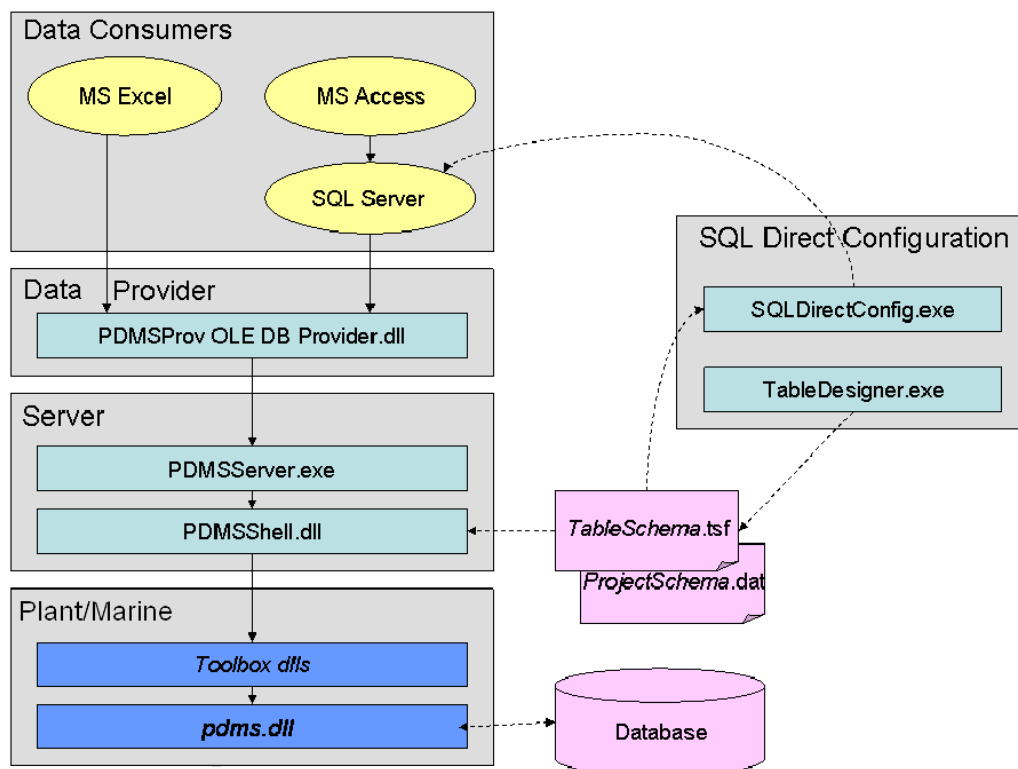 Data Consumers
MS Excel
MS Access
SQL Server
SQL Direct Configuration
SQLDirectConfig.exe
TableDesigner.exe
Data Provider
PDMSProv OLE DB Provider.dll
Server
PDMSServer.exe
PDMSShell.dll
TableSchema.tsf
ProjectSchema.dat
Plant/Marine
Toolbox dlls
pdms.dll
Database